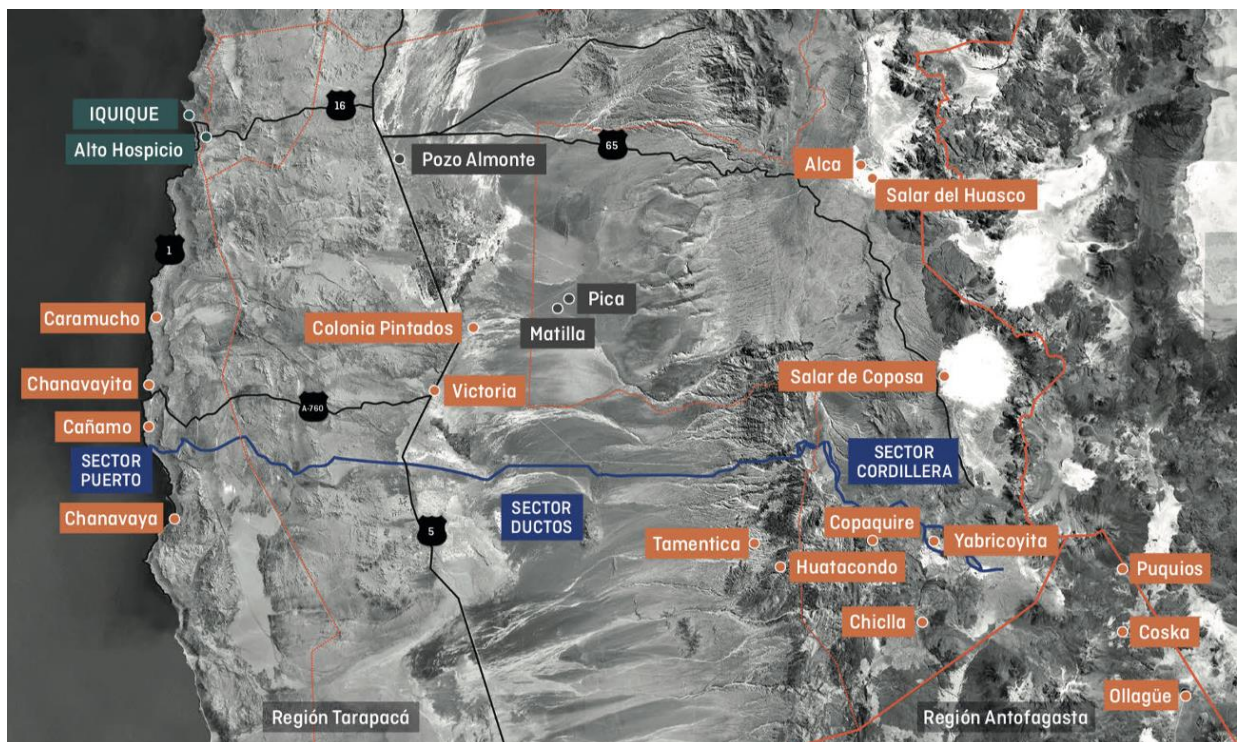 IQUIQUE
16
Alto Hospicio
65
Pozo Almonte
Alca
Salar del Huasco
1
Pica
Caramucho
Colonia Pintados
Matilla
Chanavayita
Victoria
Salar de Coposa
A-760
Cañamo
SECTOR
PUERTO
SECTOR
CORDILLERA
SECTOR
DUCTOS
Chanavaya
5
Copaquire
Tamentica
Yabricoyita
Huatacondo
Puquios
Chiclla
Coska
Ollagüe
Región Tarapacá
Región Antofagasta